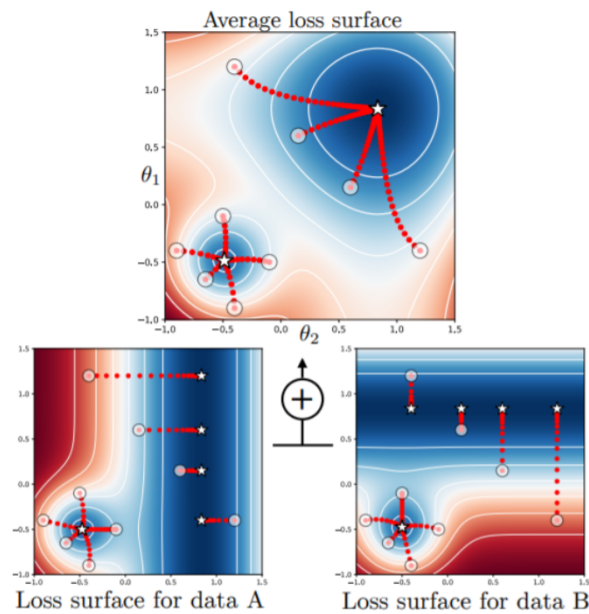 Average loss surface
1.5
1.0
0.5
θ1
0.0
−0.5
−1.0
−1.0 −0.5 0.0 0.5 1.0 1.5
θ2
1.5 1.5
1.0 1.0
0.5 0.5
+
0.0 0.0
−0.5 −0.5
−1.0 −1.0
−1.0 −0.5 0.0 0.5 1.0 1.5 −1.0 −0.5 0.0 0.5 1.0 1.5
Loss surface for data A Loss surface for data B